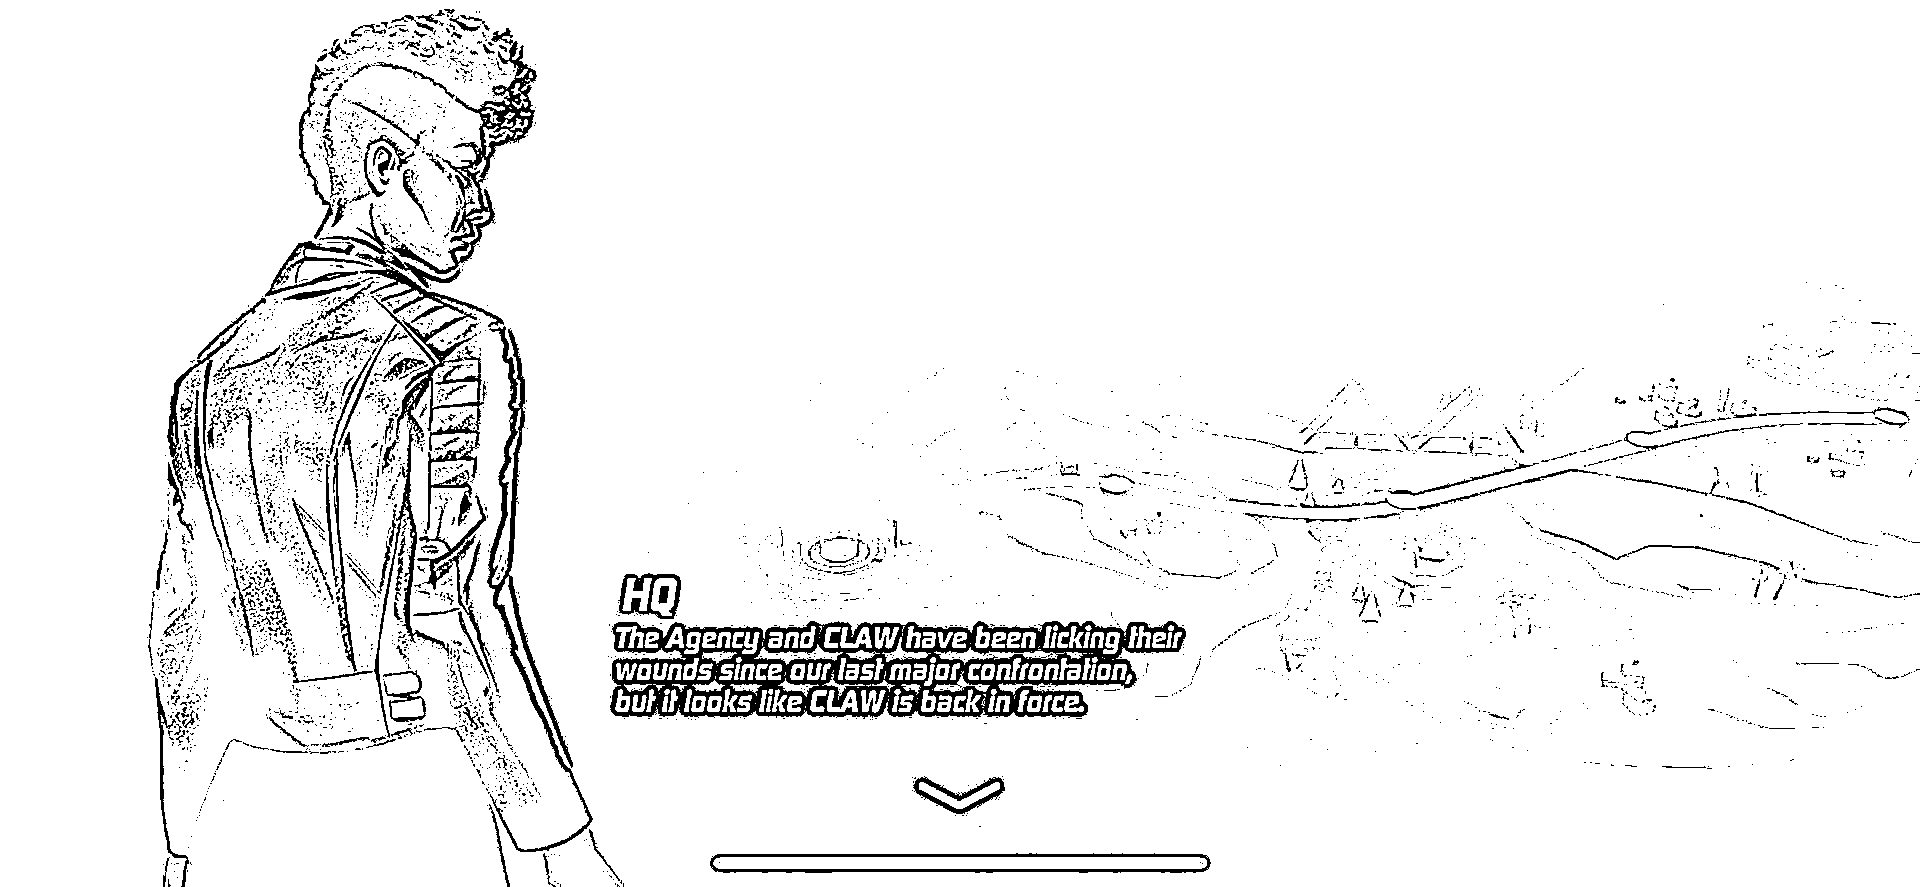 HQ
The Agency and CLAW have been licking their
wounds since our last major confrontation,
but it looks like CLAW is back in force.